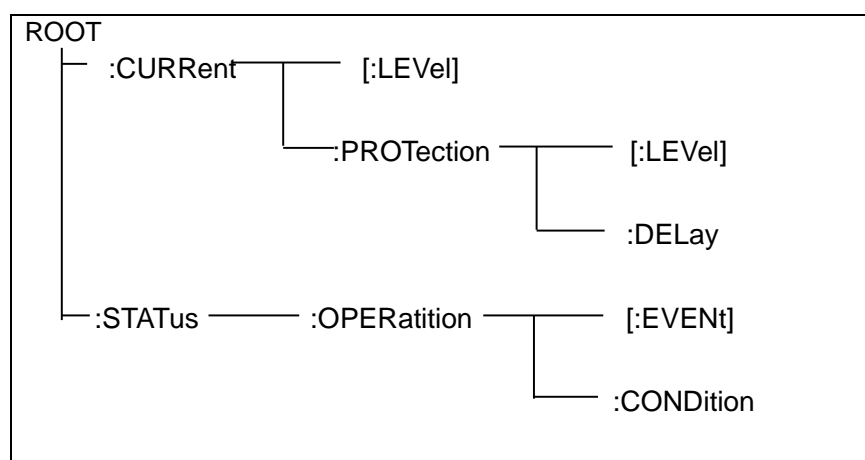 ROOT
:CURRent [:LEVel]
:PROTection [:LEVel]
:DELay
:STATus :OPERatition [:EVENt]
:CONDition